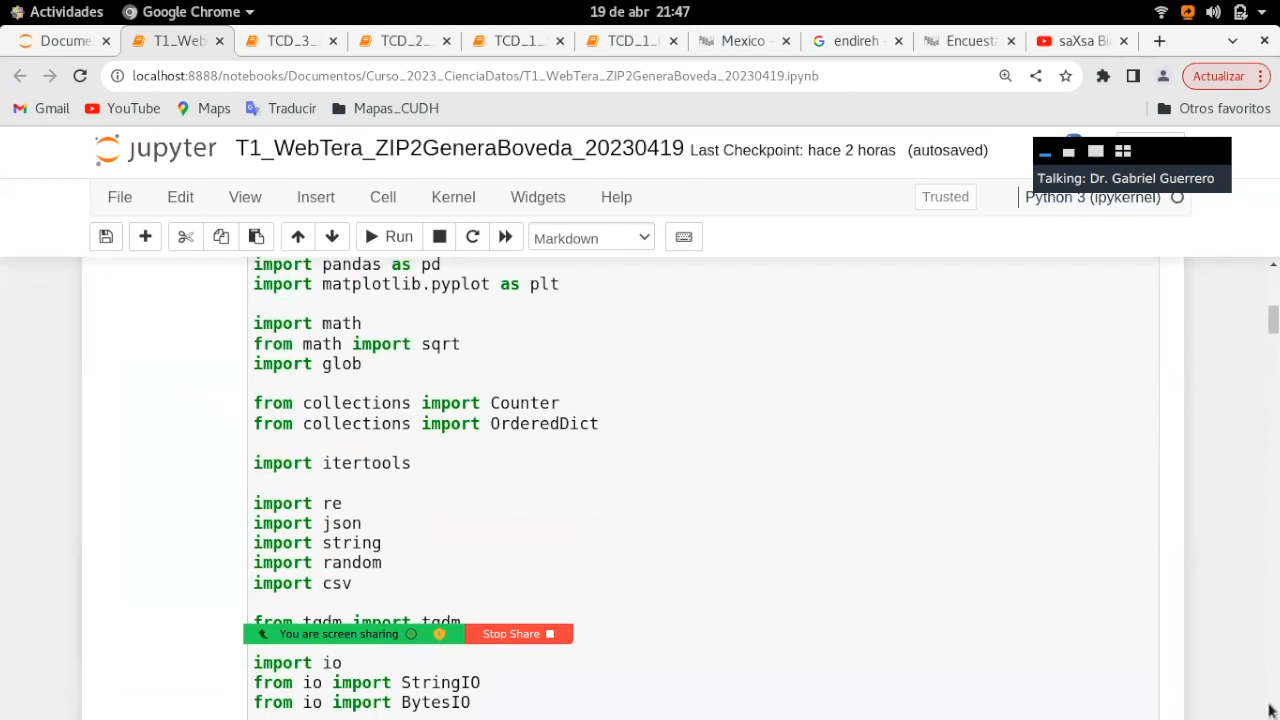 Actividades Google Chrome 19 de abr 21:47
Docume T1_Web TCD_3_ TCD_2_ TCD_1_ TCD_1_ Mexico - endireh - Encuest saXsa Bi
localhost:8888/notebooks/Documentos/Curso_2023_CienciaDatos/T1_WebTera_ZIP2GeneraBoveda_20230419.ipynb Actualizar
Gmail YouTube Maps Traducir Mapas_CUDH Otros favoritos
jupyter T1_WebTera_ZIP2GeneraBoveda_20230419 Last Checkpoint: hace 2 horas (autosaved)
Talking: Dr. Gabriel Guerrero
File Edit View Insert Cell Kernel Widgets Help Trusted Python 3 (ipykernel)
Run Markdown
import pandas as pd
import matplotlib.pyplot as plt
import math
from math import sqrt
import glob
from collections import Counter
from collections import OrderedDict
import itertools
import re
import json
import string
import random
import csv
from tqdm import tqdm
You are screen sharing Stop Share
import io
from io import StringIO
from io import BytesIO